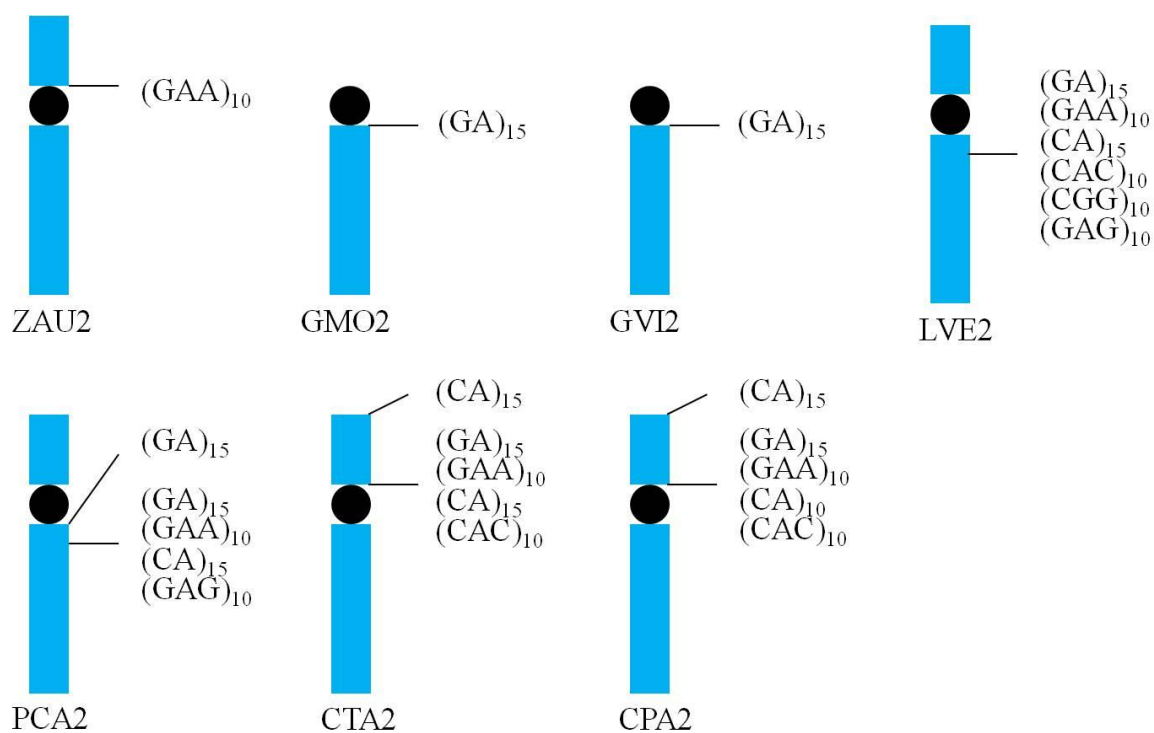 (GAA)10
ZAU2
(GA)15
GMO2
(GA)15
GVI2
(GA)15
(GAA)10
(CA)15
(CAC)10
(CGG)10
(GAG)10
LVE2
(GA)15
(GA)15
(GAA)10
(CA)15
(GAG)10
PCA2
(CA)15
(GA)15
(GAA)10
(CA)15
(CAC)10
CTA2
(CA)15
(GA)15
(GAA)10
(CA)10
(CAC)10
CPA2